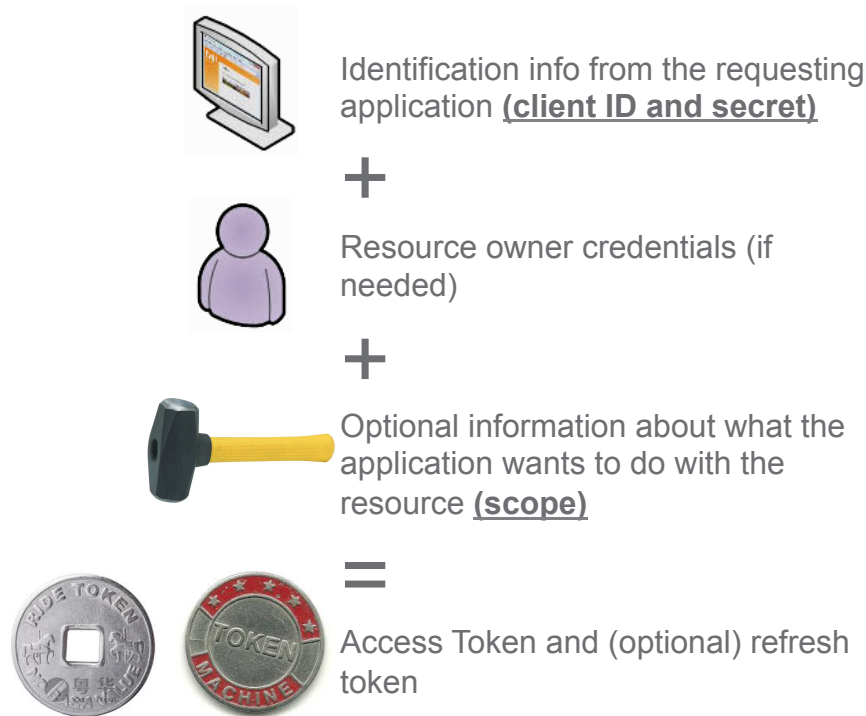 Identification info from the requesting
application (client ID and secret)
+
Resource owner credentials (if
needed)
+
Optional information about what the
application wants to do with the
resource (scope)
=
RIDE TOKEN
TOKEN
MACHINE
Access Token and (optional) refresh
token